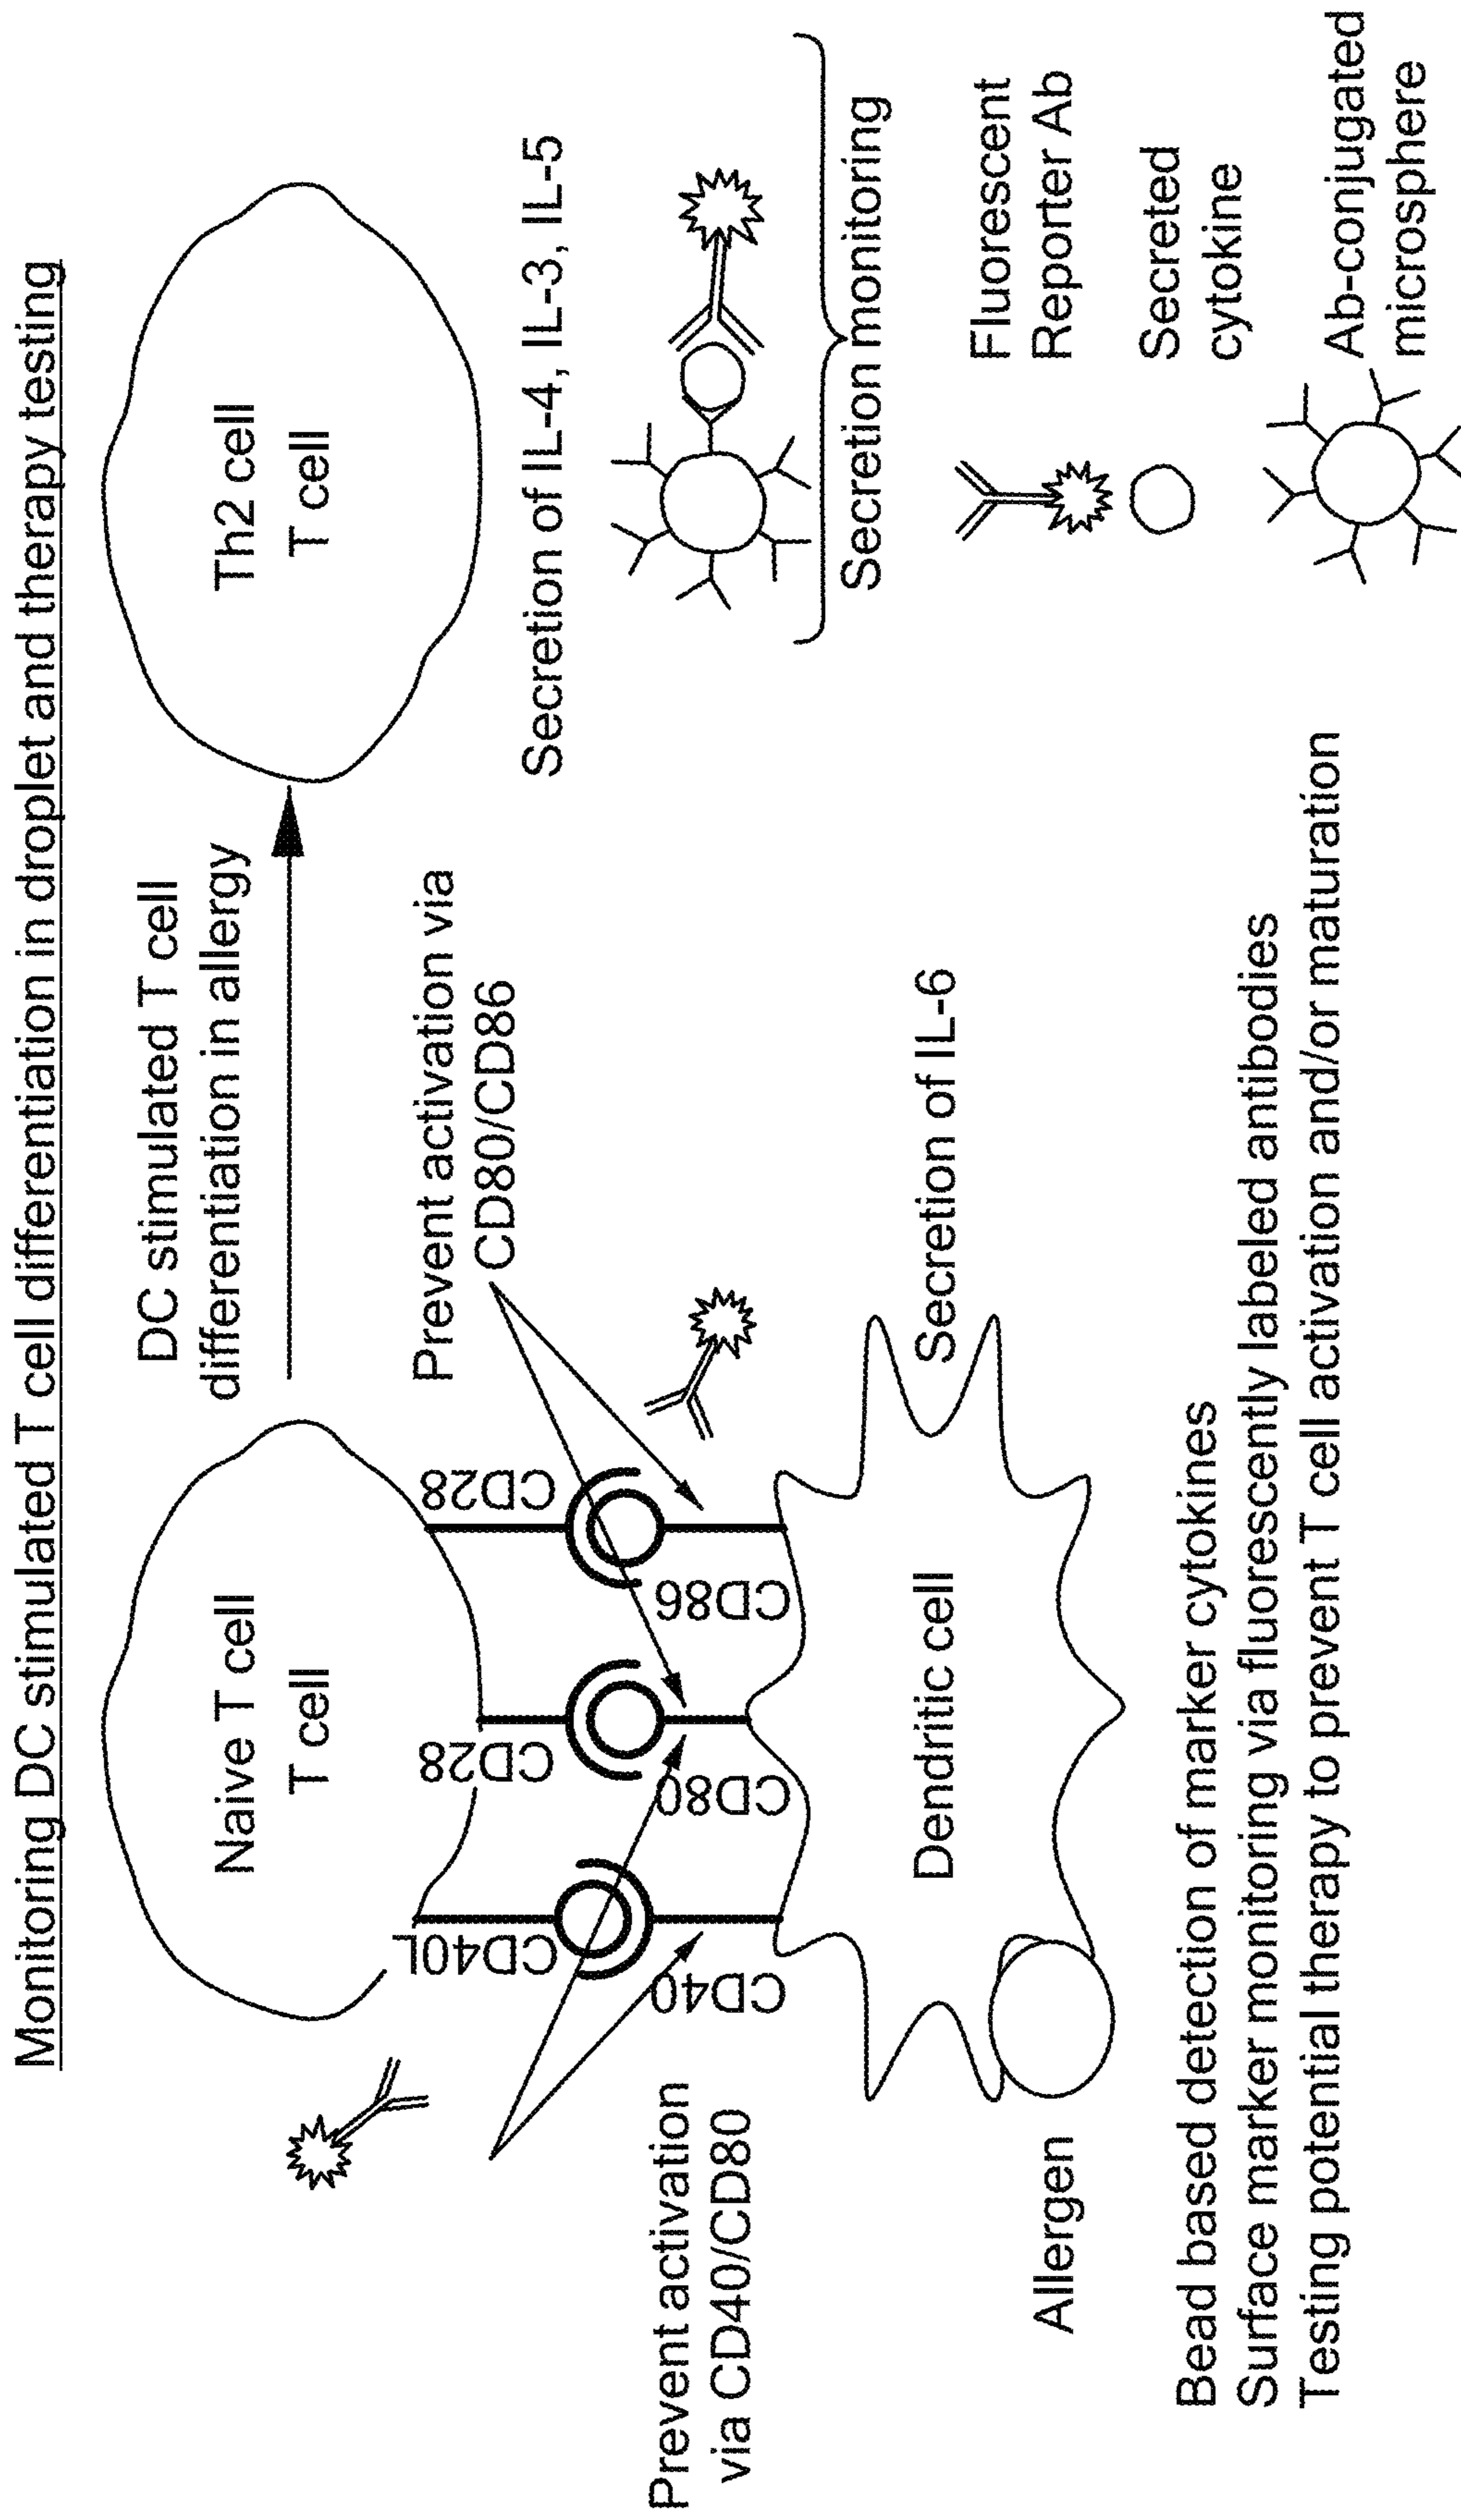 Monitoring DC stimulated T cell differentiation in droplet and therapy testing
Naive T cell
T cell
DC stimulated T cell
differentiation in allergy
Th2 cell
T cell
CD40L
CD28
CD28
Prevent activation via
CD80/CD86
Secretion of IL-4, IL-3, IL-5
Prevent activation
via CD40/CD80
CD40
CD80
CD86
Secretion monitoring
Allergen
Dendritic cell
Secretion of IL-6
Fluorescent
Reporter Ab
Secreted
cytokine
Ab-conjugated
microsphere
Bead based detection of marker cytokines
Surface marker monitoring via fluorescently labeled antibodies
Testing potential therapy to prevent T cell activation and/or maturation